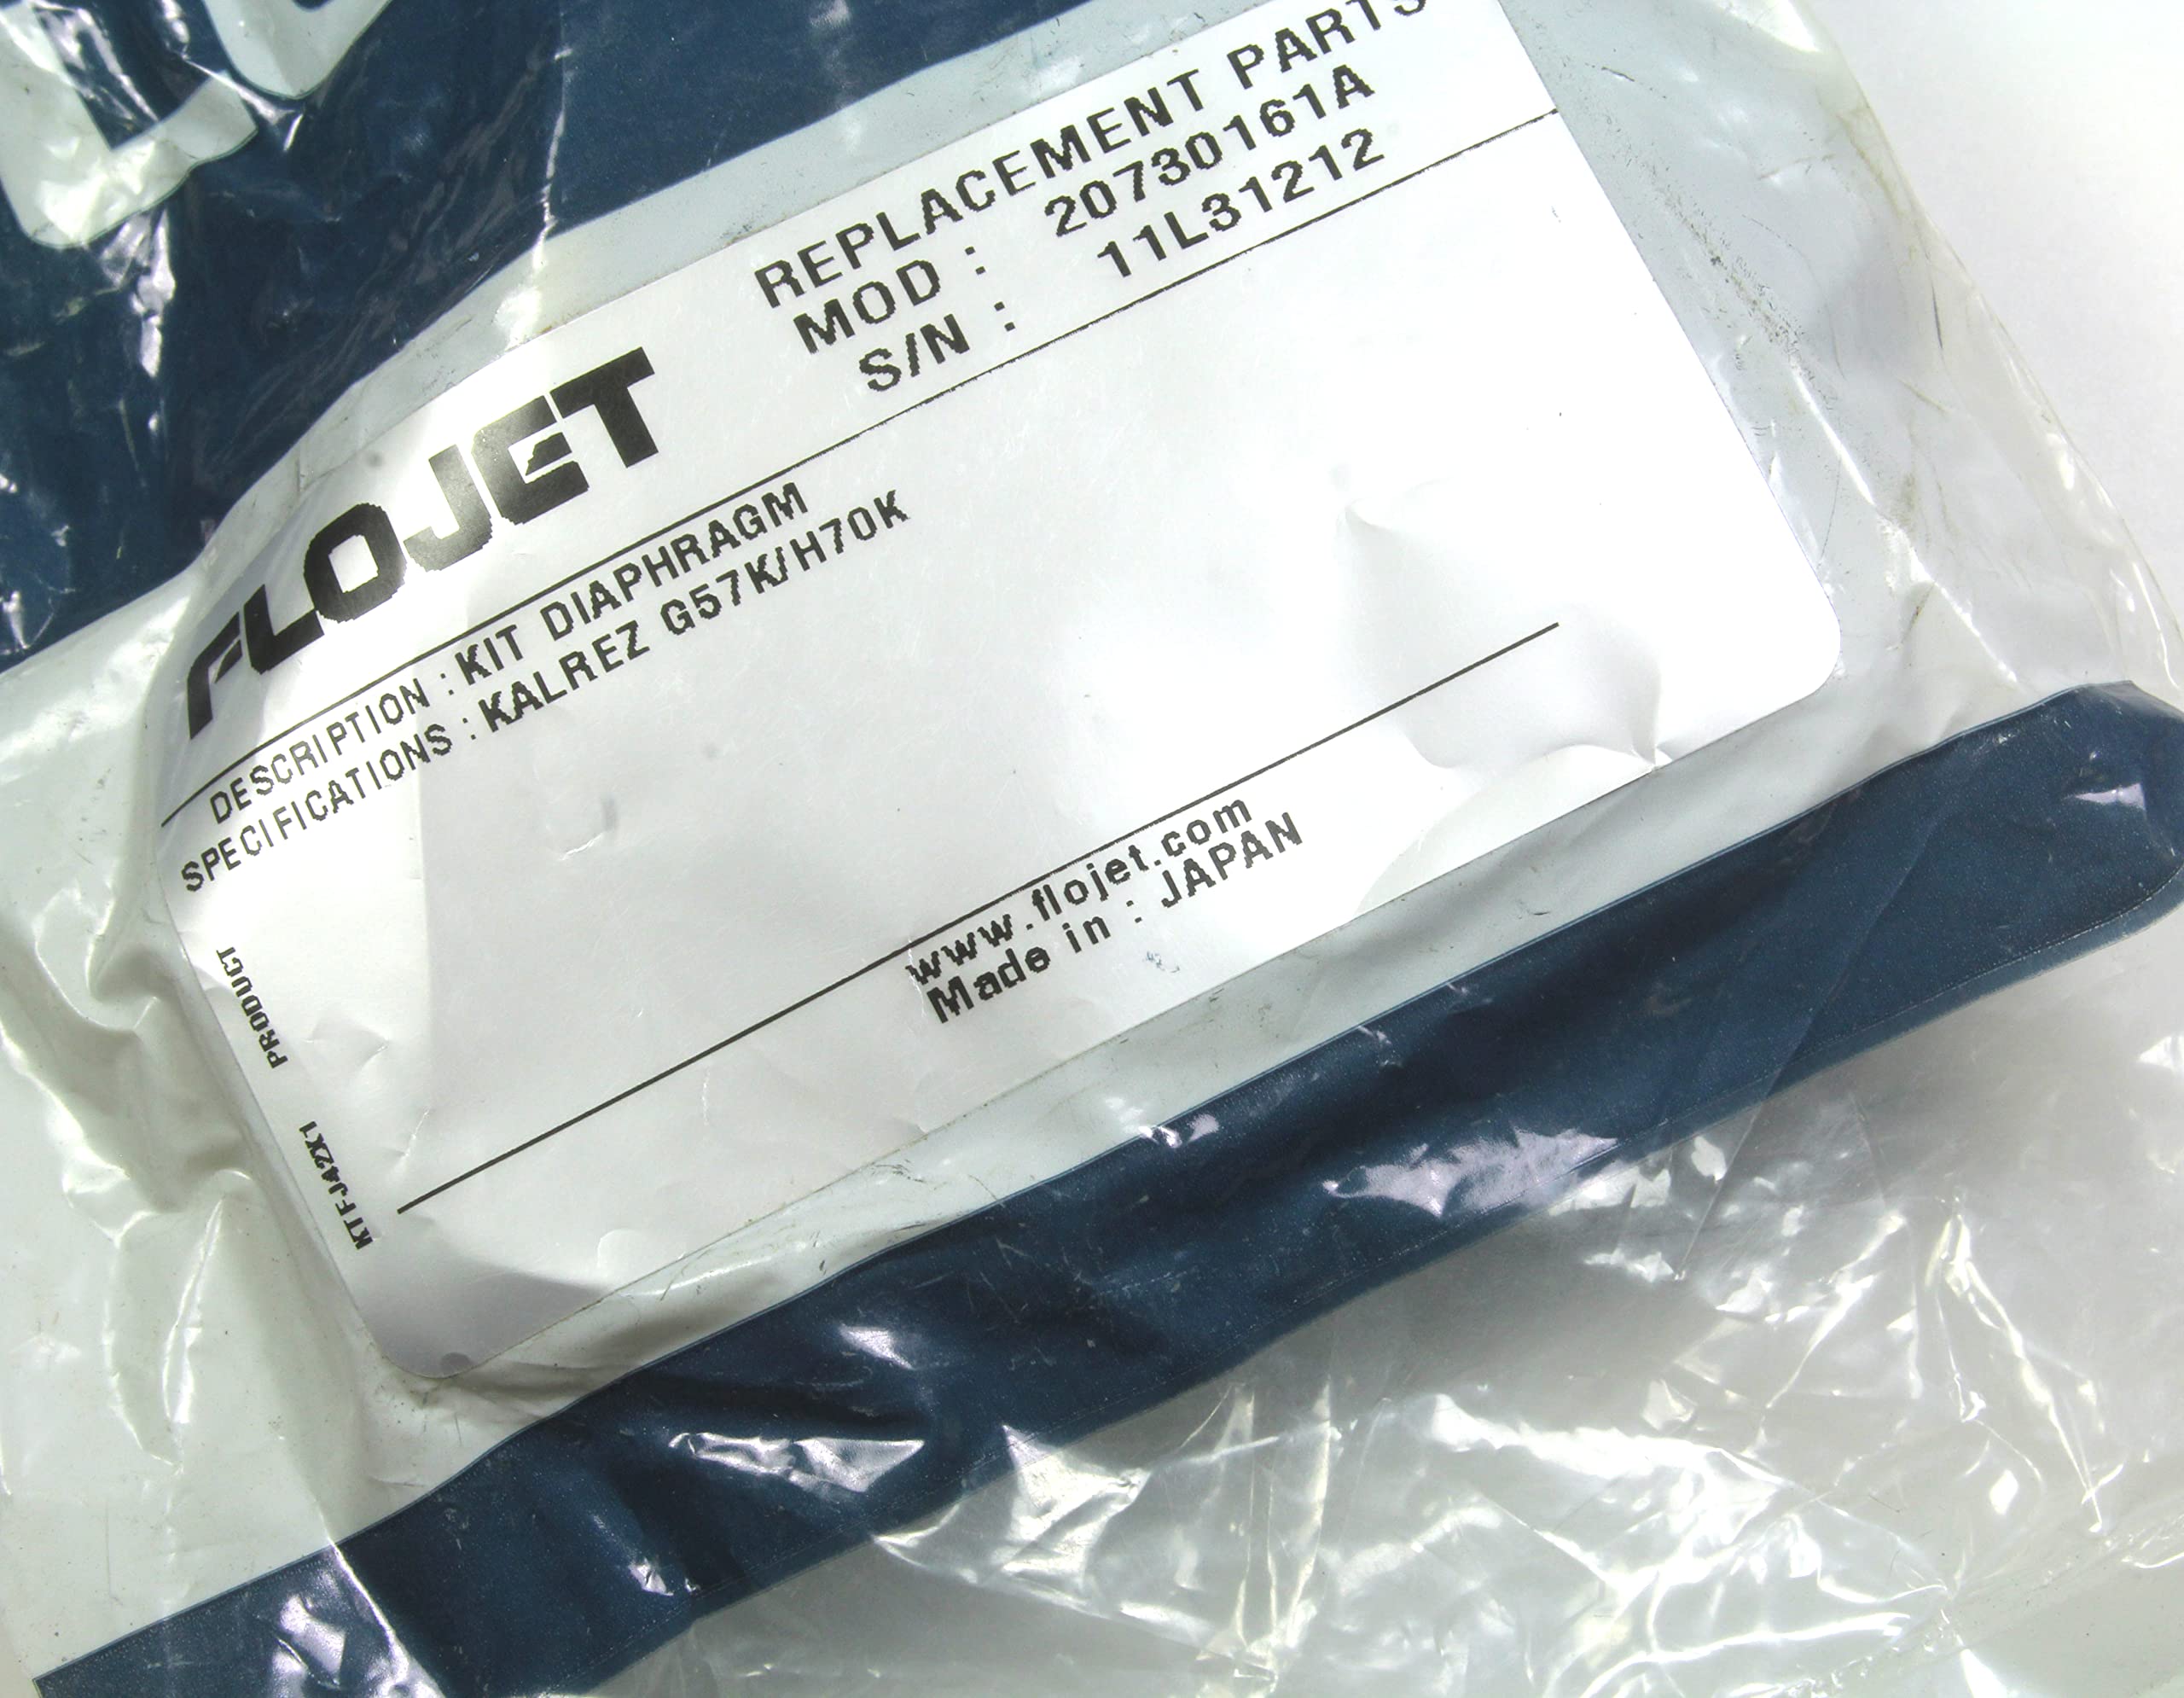 REPLACEMENT PARTS
MOD : 20730161A
S/N : 11L31212
FLOJET
DESCRIPTION : KIT DIAPHRAGM
SPECIFICATIONS : KALREZ G57K/H70K
www.flojet.com
Made in : JAPAN
PRODUCT
KTFJ42X1